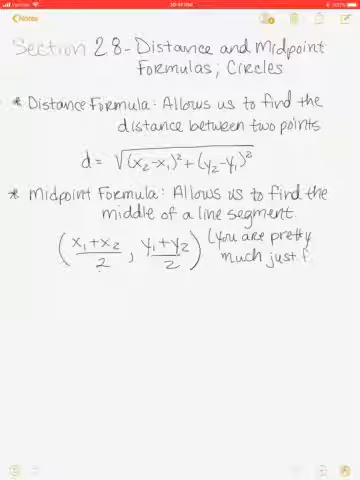 Notes
Section 2.8 - Distance and Midpoint
Formulas; Circles
* Distance Formula: Allows us to find the
distance between two points
d = √(x₂-x₁)² + (y₂-y₁)²
* Midpoint Formula: Allows us to find the
middle of a line segment
(x₁+x₂/2, y₁+y₂/2) (you are pretty
much just f